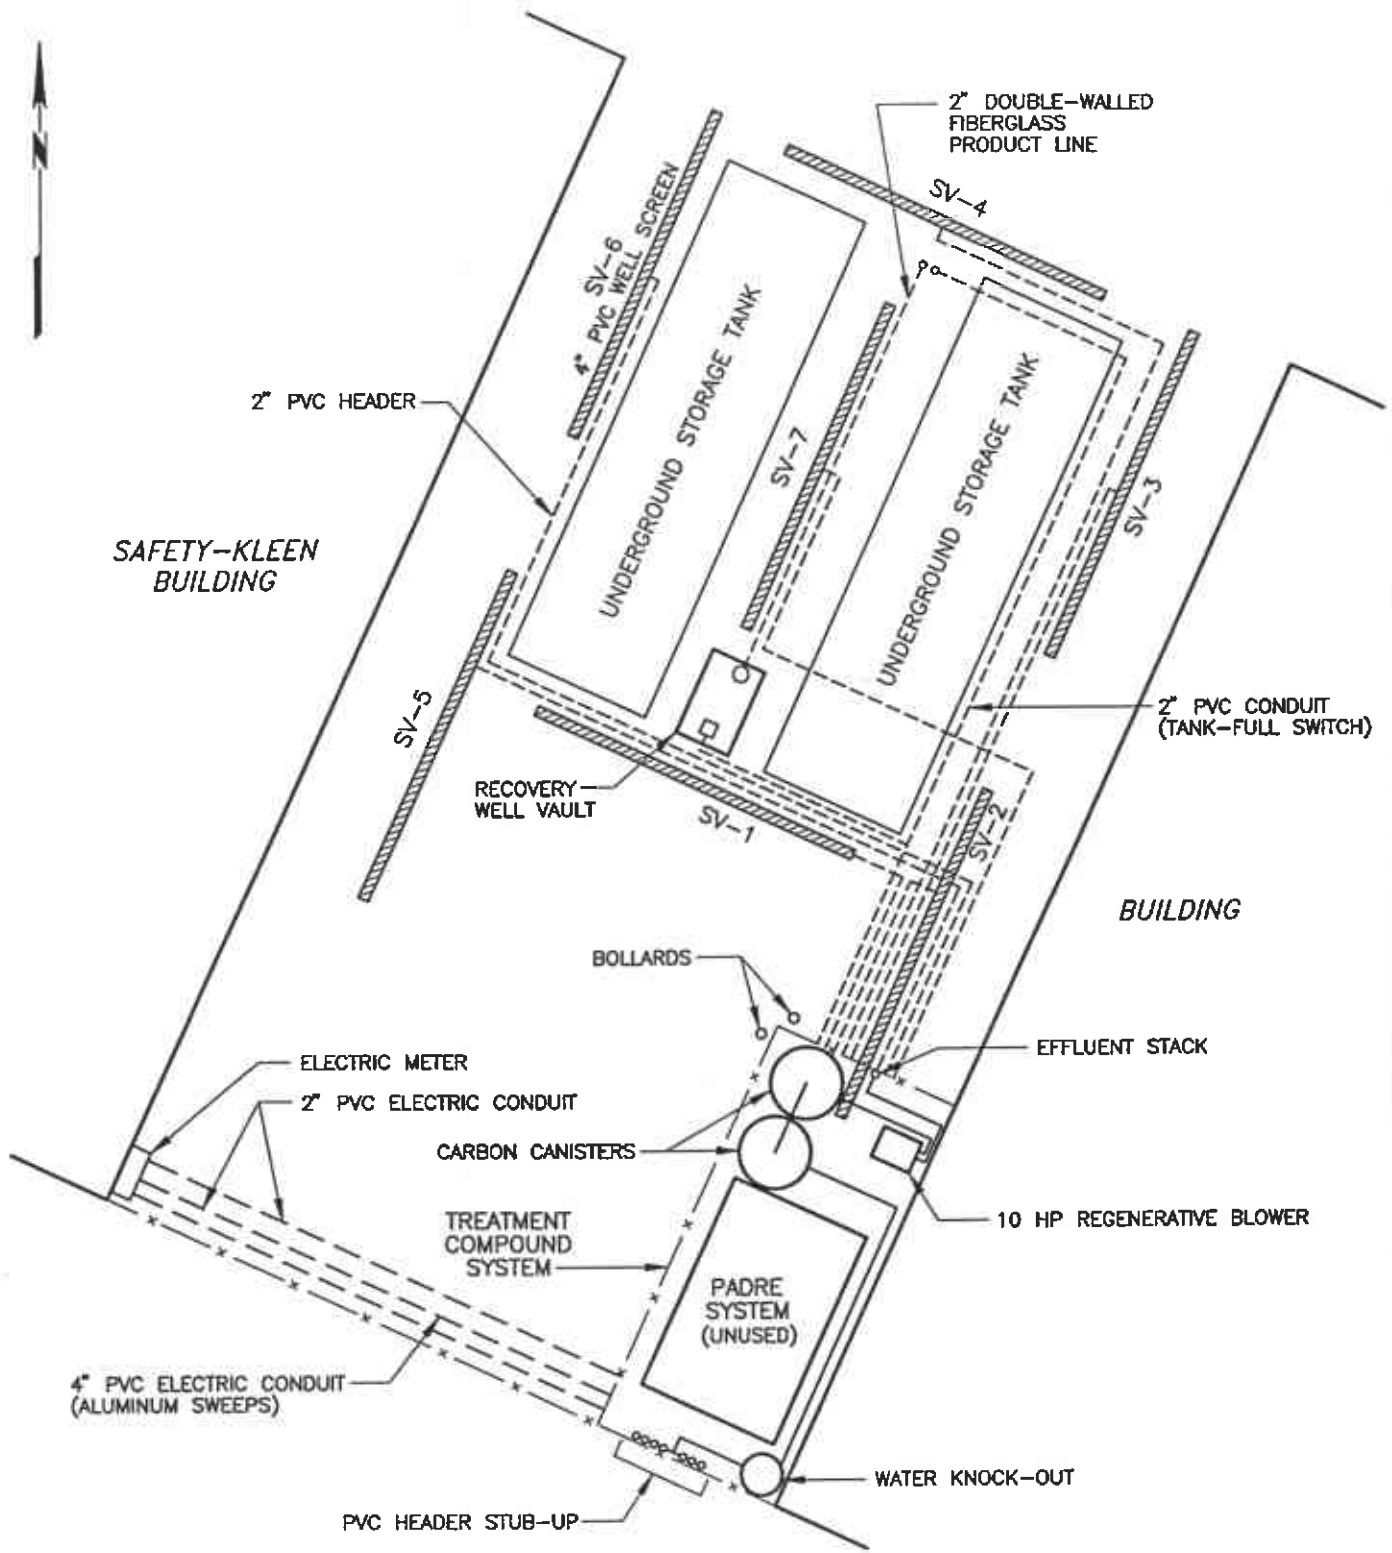 N
2" DOUBLE-WALLED
FIBERGLASS
PRODUCT LINE
SV-4
SV-6
4" PVC WELL SCREEN
UNDERGROUND STORAGE TANK
2" PVC HEADER
SV-7
UNDERGROUND STORAGE TANK
SV-3
SAFETY-KLEEN
BUILDING
SV-5
2" PVC CONDUIT
(TANK-FULL SWITCH)
RECOVERY
WELL VAULT
SV-1
SV-2
BUILDING
BOLLARDS
EFFLUENT STACK
ELECTRIC METER
2" PVC ELECTRIC CONDUIT
CARBON CANISTERS
10 HP REGENERATIVE BLOWER
TREATMENT
COMPOUND
SYSTEM
PADRE
SYSTEM
(UNUSED)
4" PVC ELECTRIC CONDUIT
(ALUMINUM SWEEPS)
WATER KNOCK-OUT
PVC HEADER STUB-UP